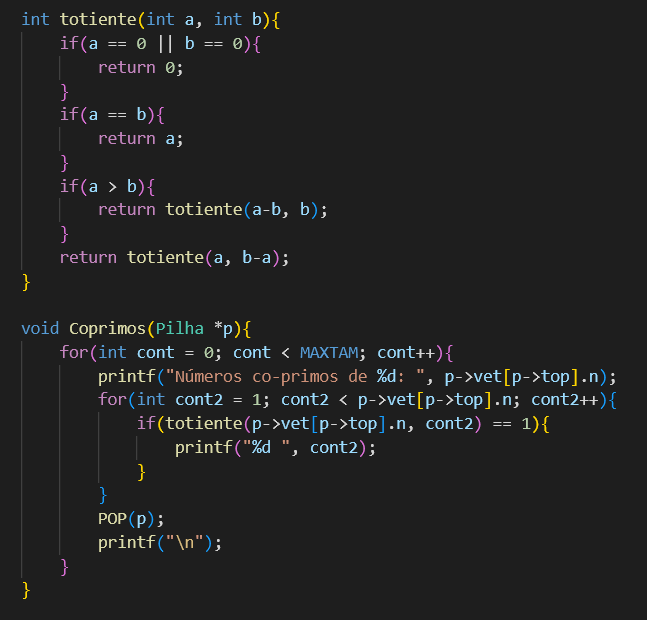 int totiente(int a, int b){
    if(a == 0 || b == 0){
        return 0;
    }
    if(a == b){
        return a;
    }
    if(a > b){
        return totiente(a-b, b);
    }
    return totiente(a, b-a);
}

void Coprimos(Pilha *p){
    for(int cont = 0; cont < MAXTAM; cont++){
        printf("Números co-primos de %d: ", p->vet[p->top].n);
        for(int cont2 = 1; cont2 < p->vet[p->top].n; cont2++){
            if(totiente(p->vet[p->top].n, cont2) == 1){
                printf("%d ", cont2);
            }
        }
        POP(p);
        printf("\n");
    }
}